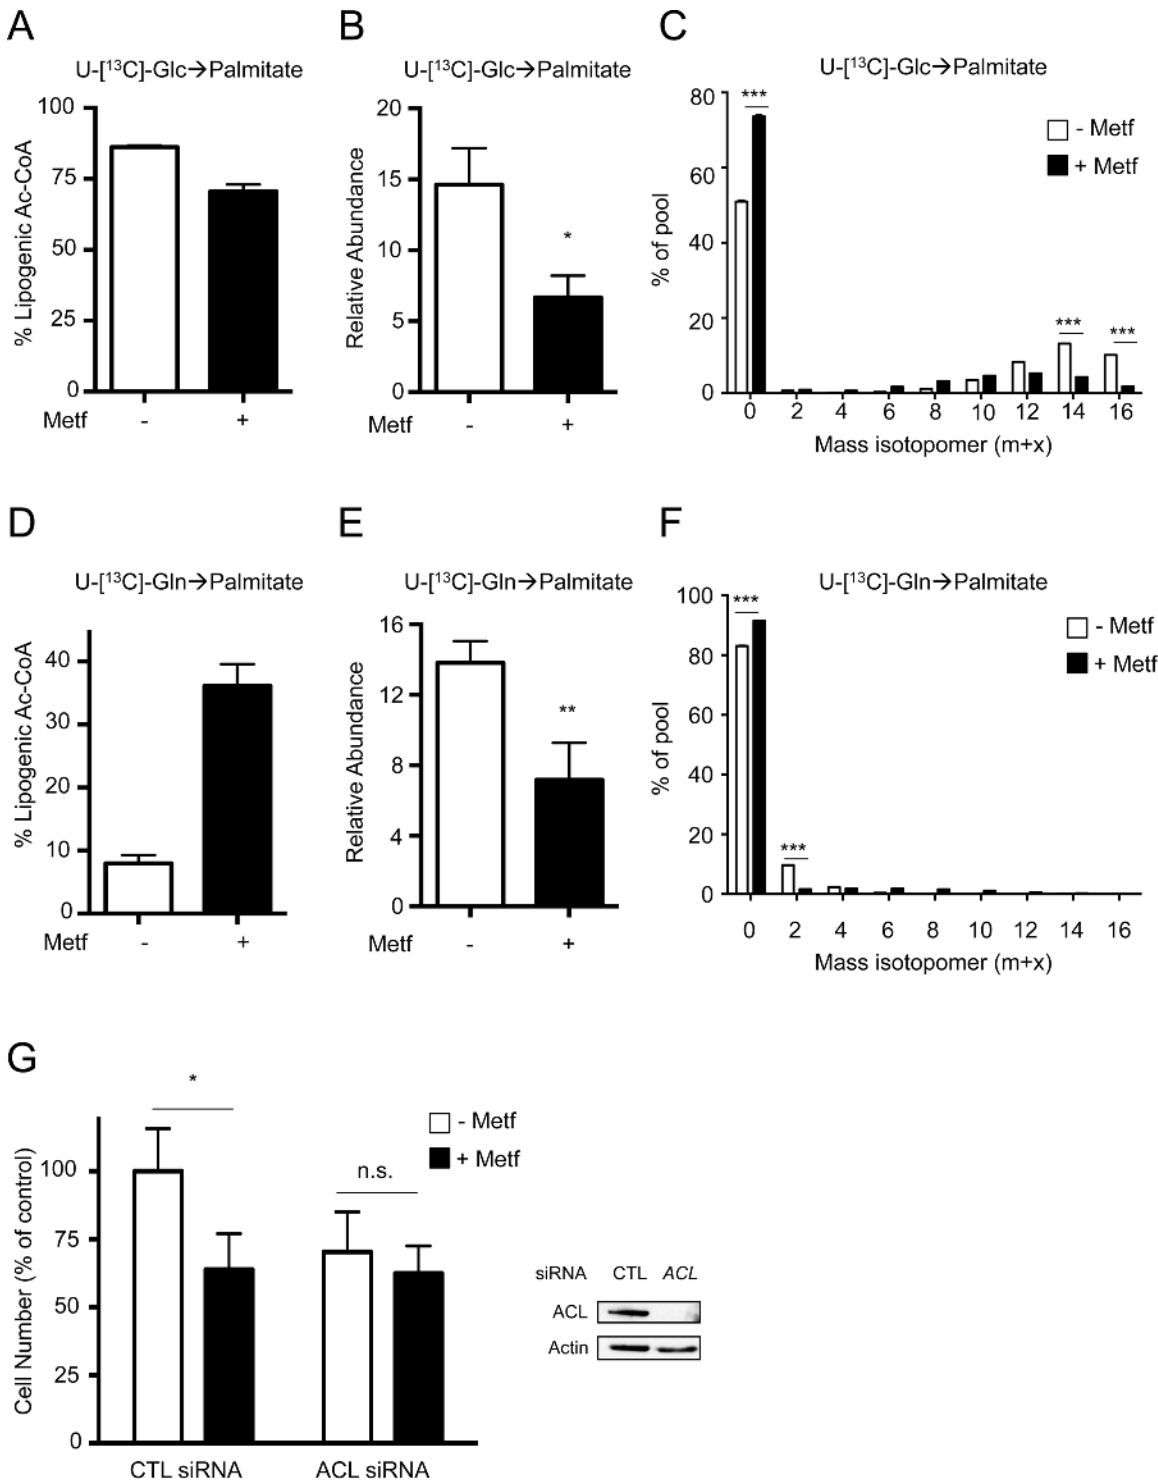 A
U-[¹³C]-Glc→Palmitate
% Lipogenic Ac-CoA
100
75
50
25
0
Metf - +
B
U-[¹³C]-Glc→Palmitate
Relative Abundance
20
15
10
5
0
*
Metf - +
C
U-[¹³C]-Glc→Palmitate
% of pool
80
60
40
20
0
***
***
***
- Metf
+ Metf
0 2 4 6 8 10 12 14 16
Mass isotopomer (m+x)
D
U-[¹³C]-Gln→Palmitate
% Lipogenic Ac-CoA
40
30
20
10
0
Metf - +
E
U-[¹³C]-Gln→Palmitate
Relative Abundance
16
12
8
4
0
**
Metf - +
F
U-[¹³C]-Gln→Palmitate
% of pool
100
80
60
40
20
0
***
***
- Metf
+ Metf
0 2 4 6 8 10 12 14 16
Mass isotopomer (m+x)
G
Cell Number (% of control)
100
75
50
25
0
*
n.s.
- Metf
+ Metf
CTL siRNA ACL siRNA
siRNA CTL ACL
ACL
Actin